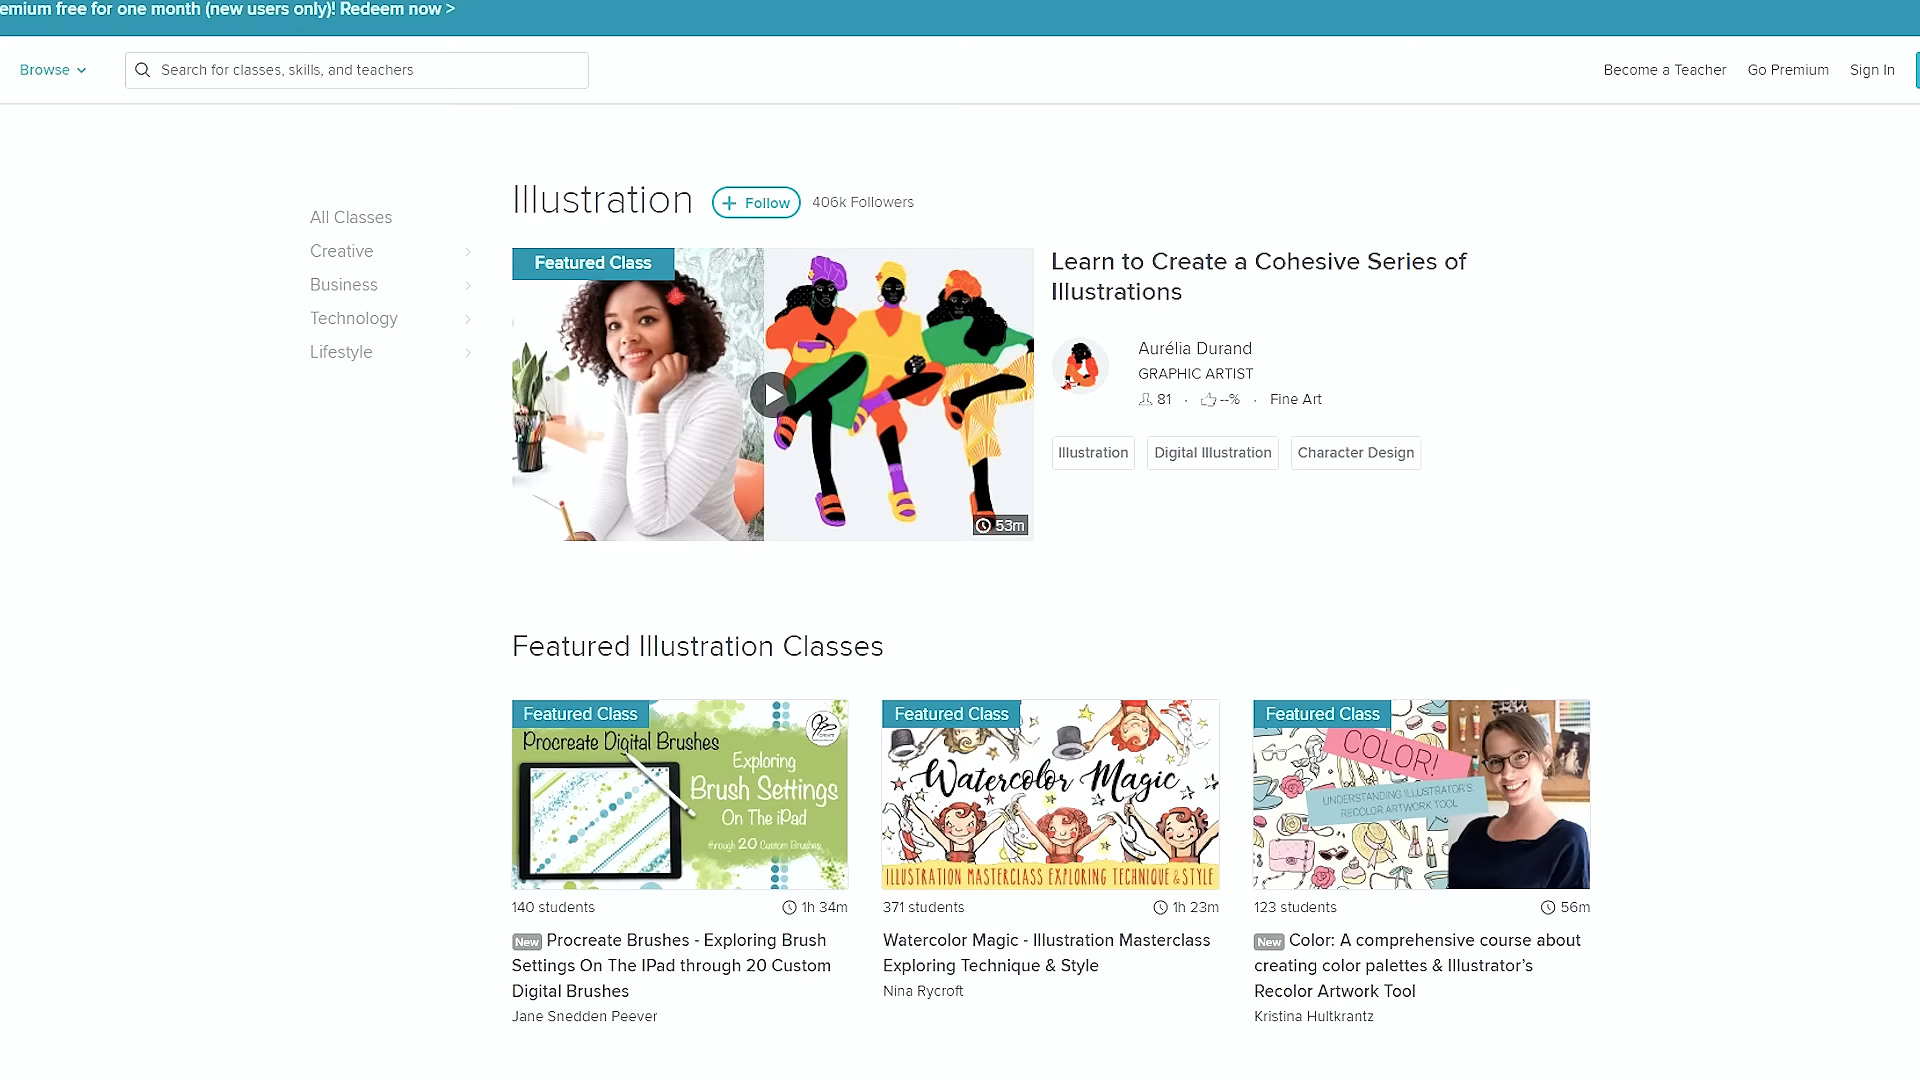 emium free for one month (new users only)! Redeem now >
Browse
Search for classes, skills, and teachers
Become a Teacher
Go Premium
Sign In
All Classes
Creative
Business
Technology
Lifestyle
Illustration
+ Follow
406k Followers
Featured Class
53m
Learn to Create a Cohesive Series of
Illustrations
Aurélia Durand
GRAPHIC ARTIST
81 · --% · Fine Art
Illustration
Digital Illustration
Character Design
Featured Illustration Classes
Featured Class
Procreate Digital Brushes
Exploring
Brush Settings
On The iPad
through 20 Custom Brushes
140 students
1h 34m
New Procreate Brushes - Exploring Brush
Settings On The IPad through 20 Custom
Digital Brushes
Jane Snedden Peever
Featured Class
Watercolor Magic
ILLUSTRATION MASTERCLASS EXPLORING TECHNIQUE & STYLE
371 students
1h 23m
Watercolor Magic - Illustration Masterclass
Exploring Technique & Style
Nina Rycroft
Featured Class
COLOR!
UNDERSTANDING ILLUSTRATOR'S
RECOLOR ARTWORK TOOL
123 students
56m
New Color: A comprehensive course about
creating color palettes & Illustrator’s
Recolor Artwork Tool
Kristina Hultkrantz